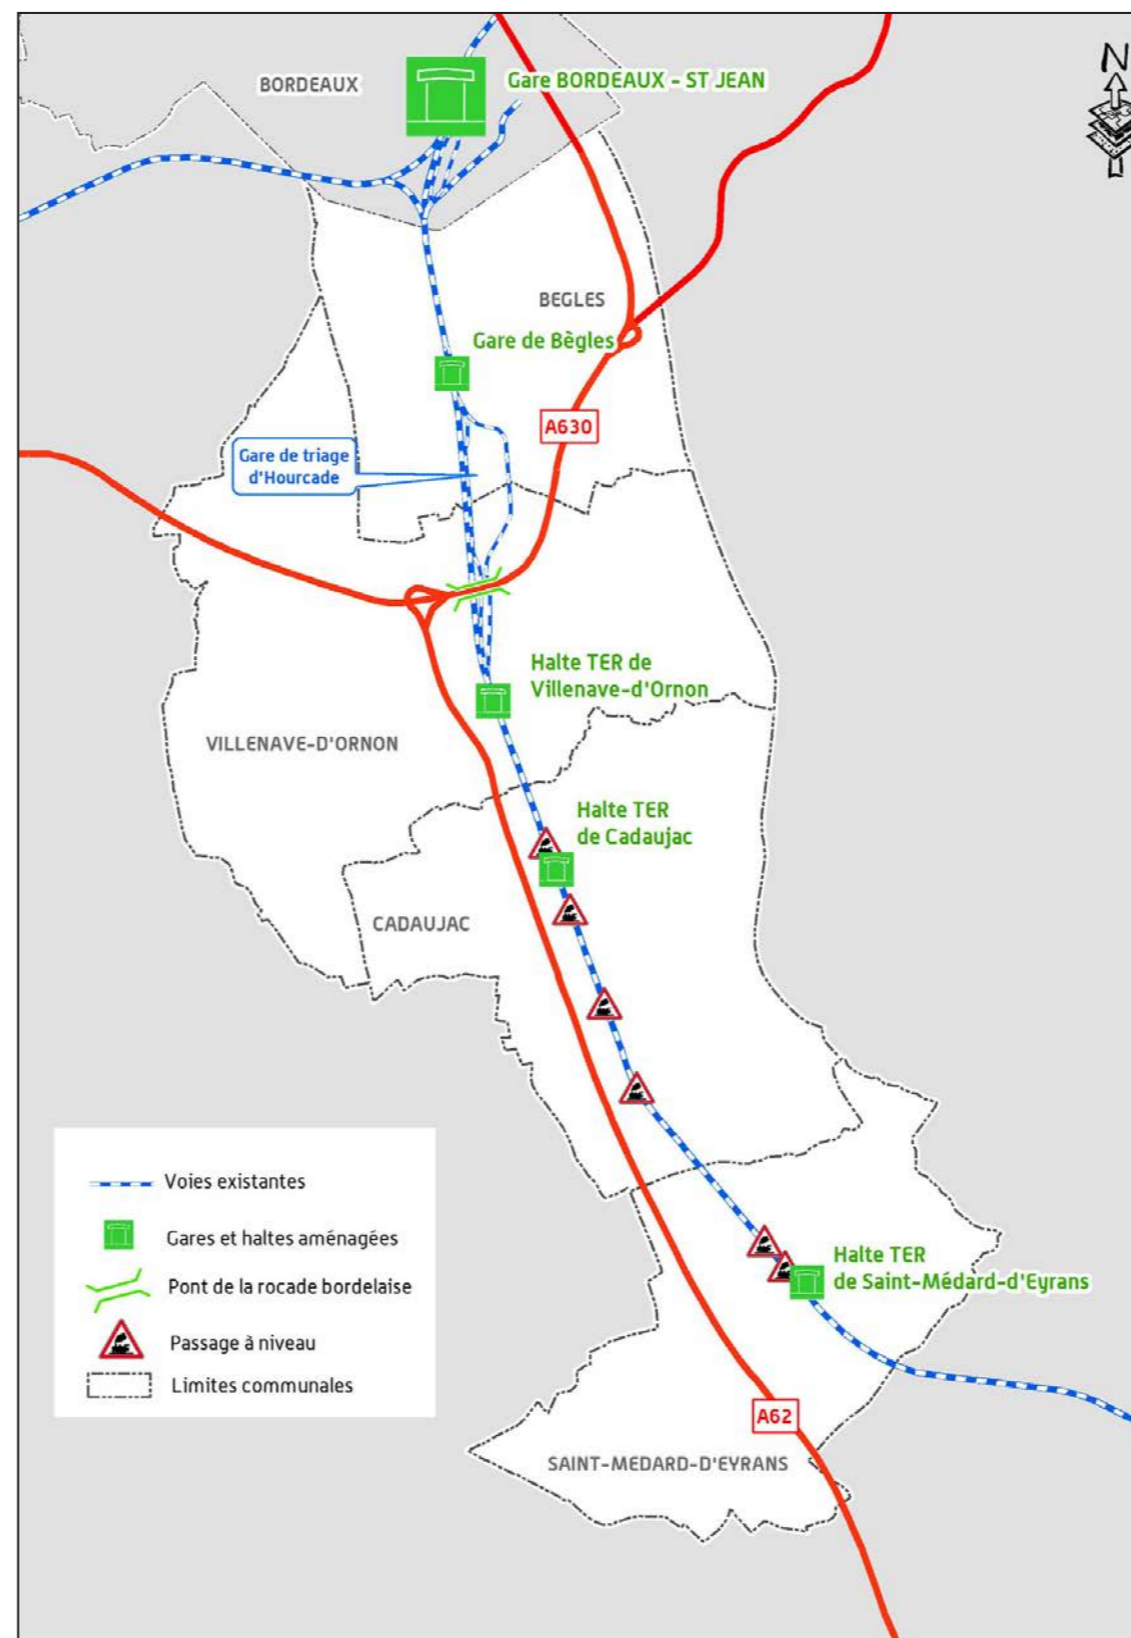 N
BORDEAUX
Gare BORDEAUX - ST JEAN
BEGLES
Gare de Bègles
A630
Gare de triage
d'Hourcade
Halte TER de
Villenave-d'Ornon
VILLENAVE-D'ORNON
Halte TER
de Cadaujac
CADAUJAC
Halte TER
de Saint-Médard-d'Eyrans
Voies existantes
Gares et haltes aménagées
Pont de la rocade bordelaise
Passage à niveau
Limites communales
A62
SAINT-MEDARD-D'EYRANS